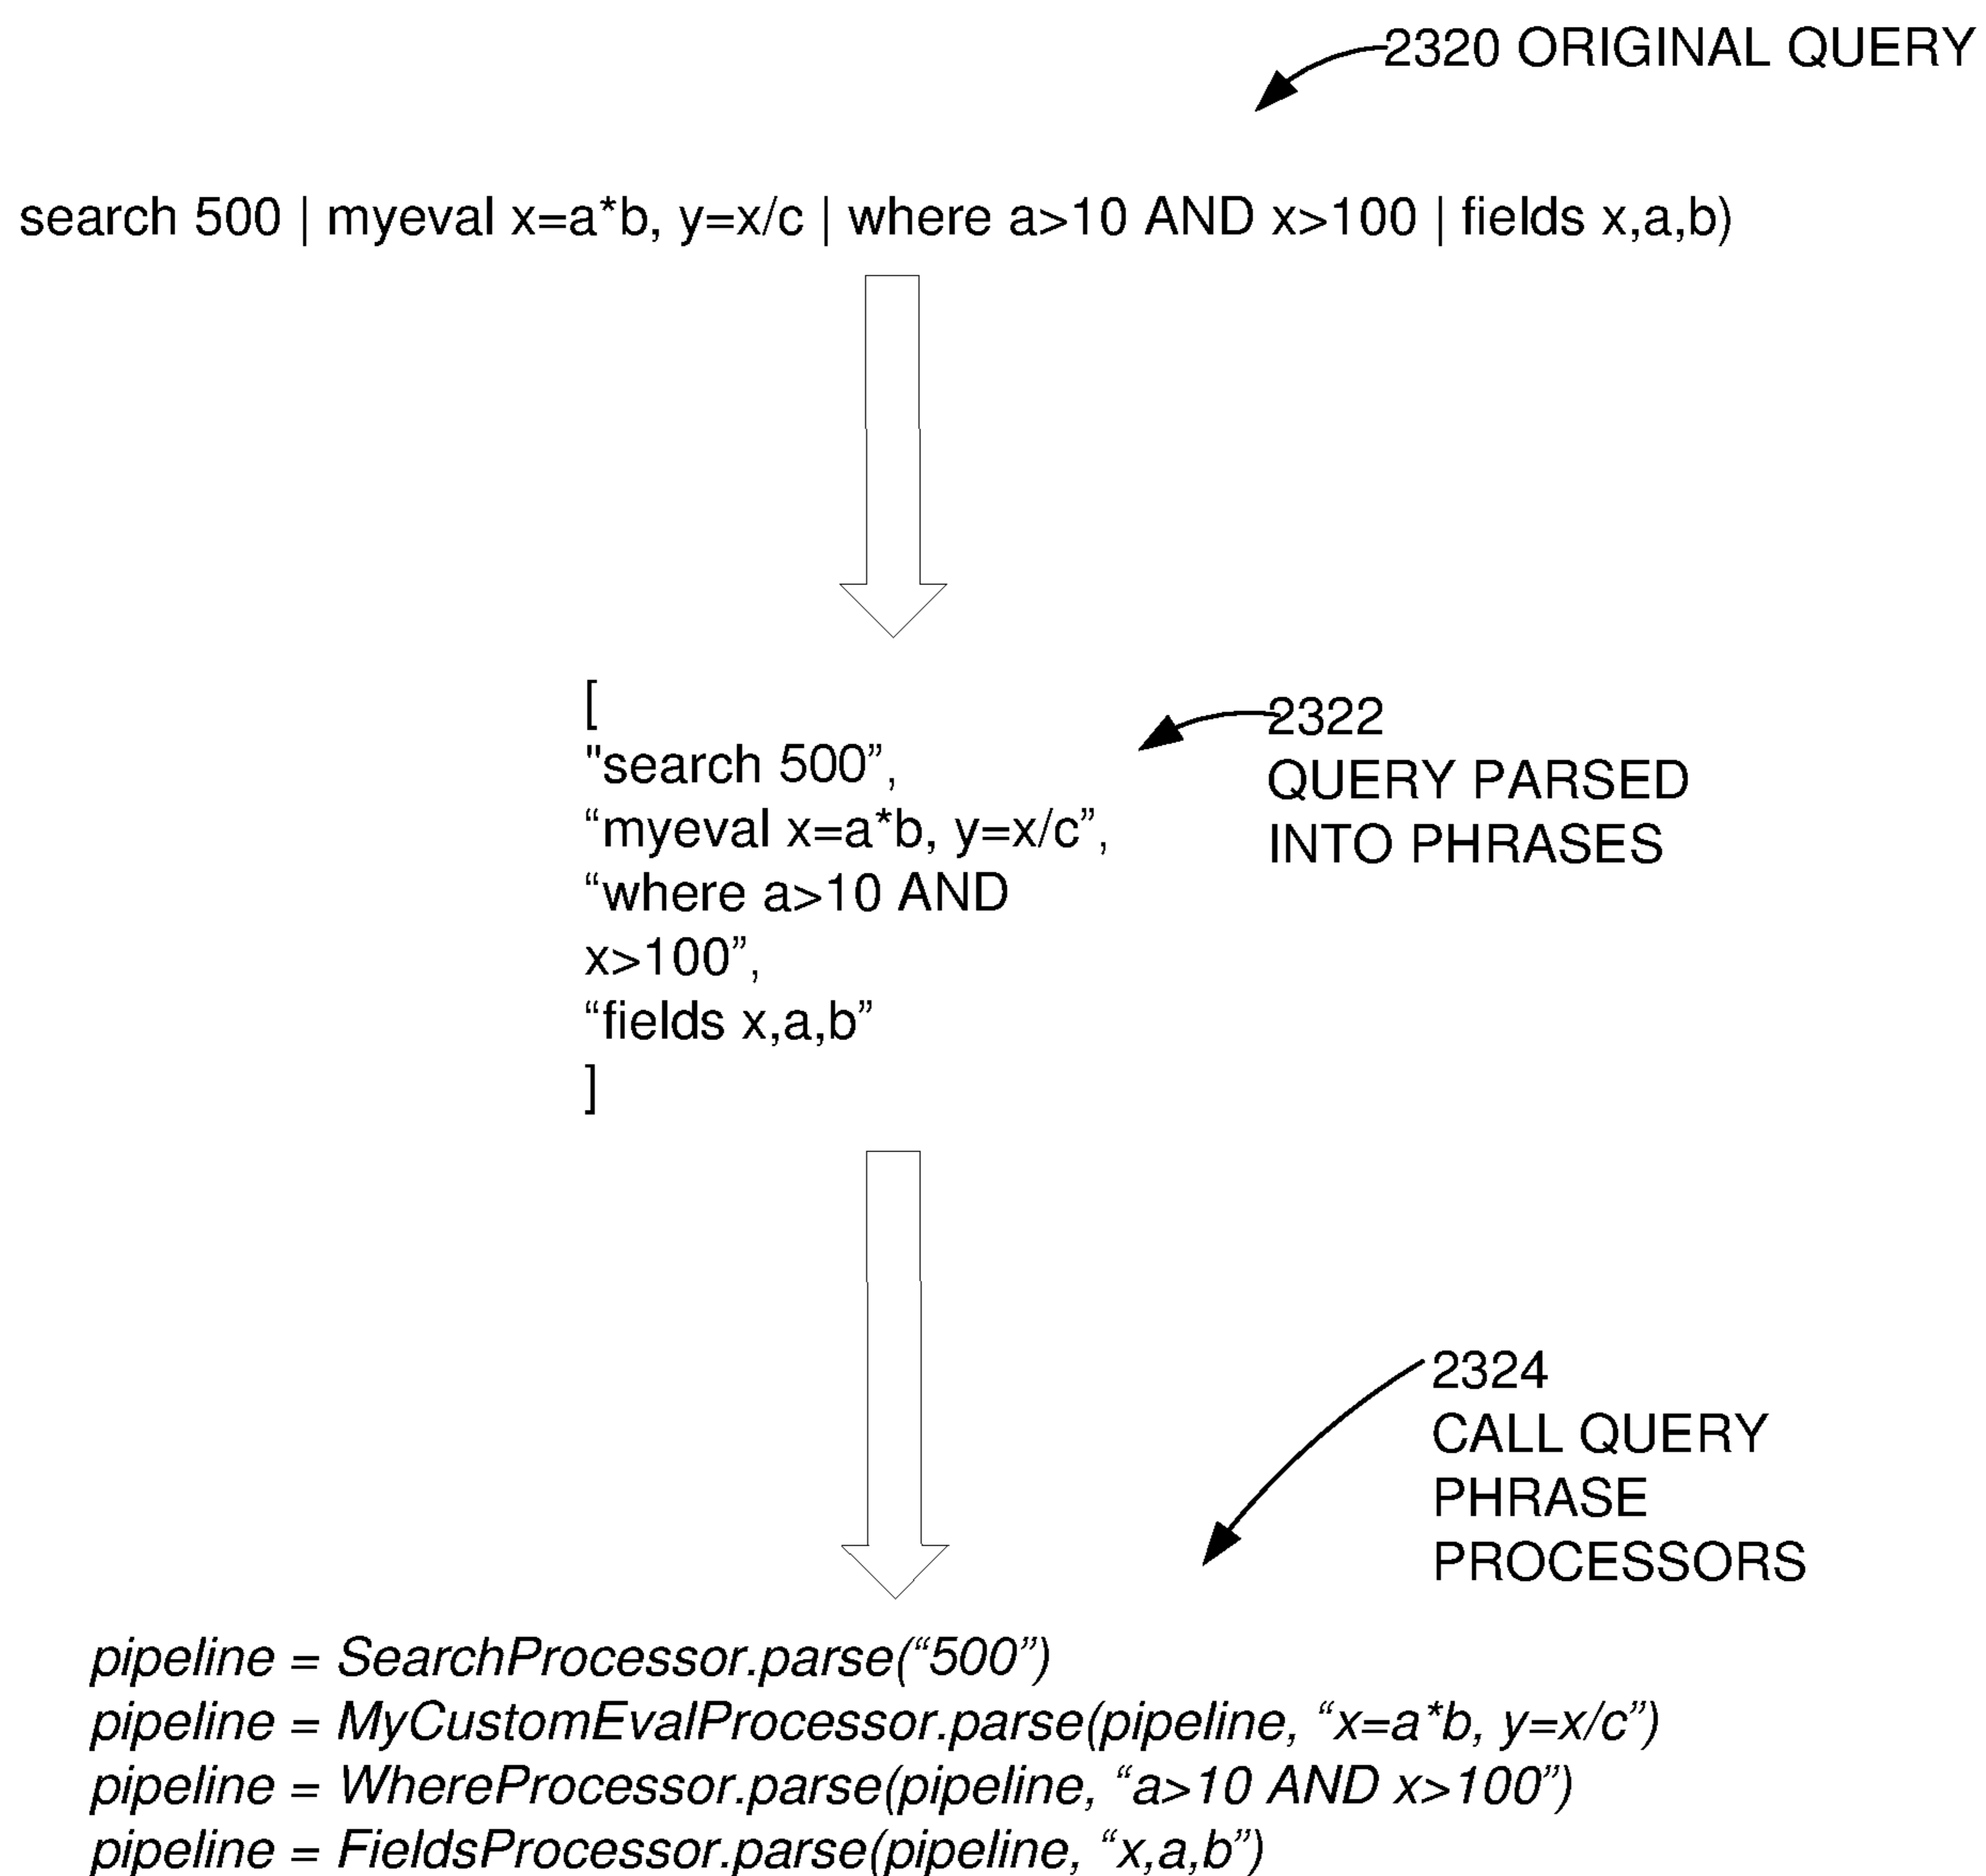 2320 ORIGINAL QUERY
search 500 | myeval x=a*b, y=x/c | where a>10 AND x>100 | fields x,a,b)
[
"search 500”,
“myeval x=a*b, y=x/c”,
“where a>10 AND
x>100”,
“fields x,a,b”
]
2322
QUERY PARSED
INTO PHRASES
2324
CALL QUERY
PHRASE
PROCESSORS
pipeline = SearchProcessor.parse(“500”)
pipeline = MyCustomEvalProcessor.parse(pipeline, “x=a*b, y=x/c”)
pipeline = WhereProcessor.parse(pipeline, “a>10 AND x>100”)
pipeline = FieldsProcessor.parse(pipeline, “x,a,b”)